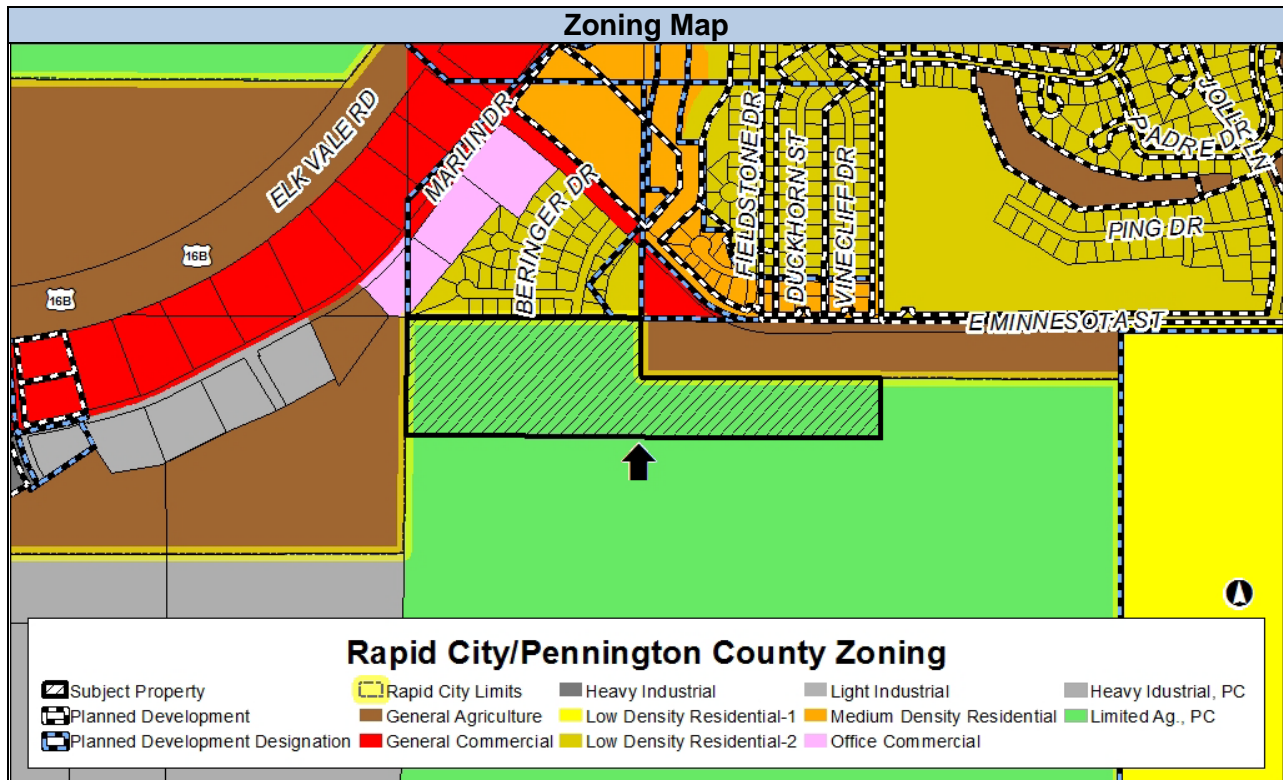 Zoning Map
ELK VALE RD
MARLIN DR
BERINGER DR
FIELDSTONE DR
DUCKHORN ST
VINECLIFF DR
JOLIE LN
PADRE DR
PING DR
E MINNESOTA ST
16B
16B
Rapid City/Pennington County Zoning
Subject Property
Rapid City Limits
Heavy Industrial
Light Industrial
Heavy Idustrial, PC
Planned Development
General Agriculture
Low Density Residential-1
Medium Density Residential
Limited Ag., PC
Planned Development Designation
General Commercial
Low Density Residential-2
Office Commercial